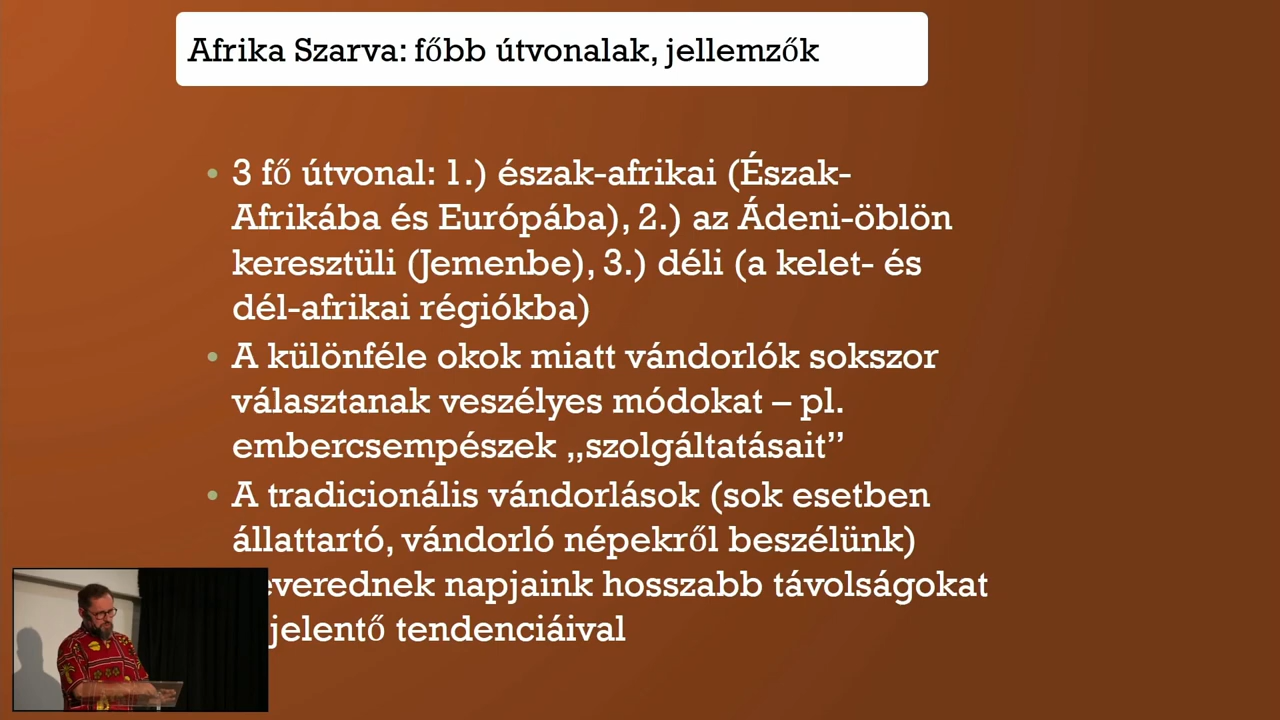 Afrika Szarva: főbb útvonalak, jellemzők
• 3 fő útvonal: 1.) észak-afrikai (Észak-
Afrikába és Európába), 2.) az Ádeni-öblön
keresztüli (Jemenbe), 3.) déli (a kelet- és
dél-afrikai régiókba)
• A különféle okok miatt vándorlók sokszor
választanak veszélyes módokat – pl.
embercsempészek „szolgáltatásait”
• A tradicionális vándorlások (sok esetben
állattartó, vándorló népekről beszélünk)
everednek napjaink hosszabb távolságokat
jelentő tendenciáival